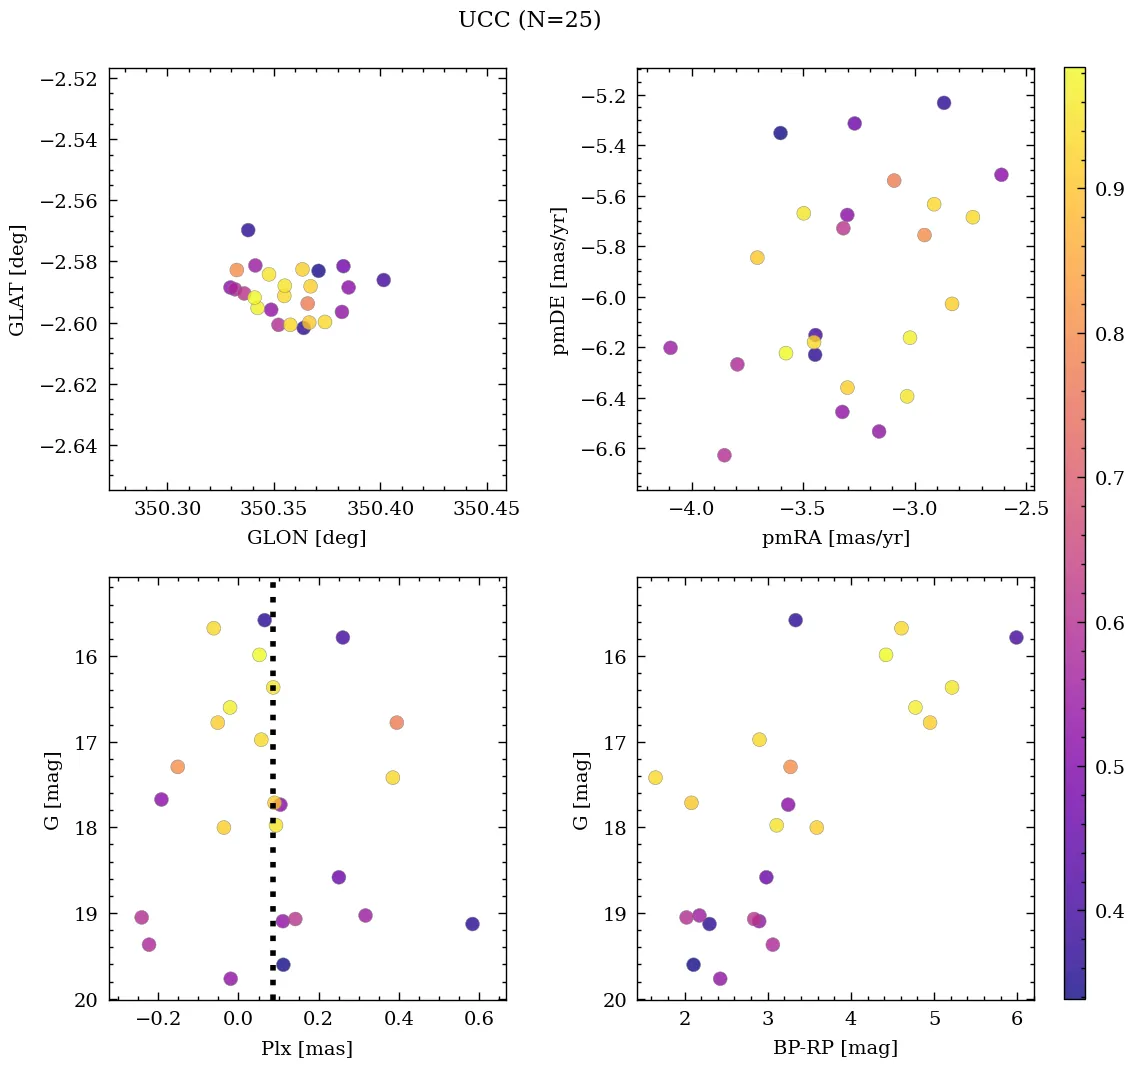 UCC (N=25)
−2.52
−2.54
−2.56
−2.58
−2.60
−2.62
−2.64
GLAT [deg]
350.30 350.35 350.40 350.45
GLON [deg]
−5.2
−5.4
−5.6
−5.8
−6.0
−6.2
−6.4
−6.6
pmDE [mas/yr]
−4.0 −3.5 −3.0 −2.5
pmRA [mas/yr]
16
17
18
19
20
G [mag]
−0.2 0.0 0.2 0.4 0.6
Plx [mas]
16
17
18
19
20
G [mag]
2 3 4 5 6
BP-RP [mag]
0.9
0.8
0.7
0.6
0.5
0.4